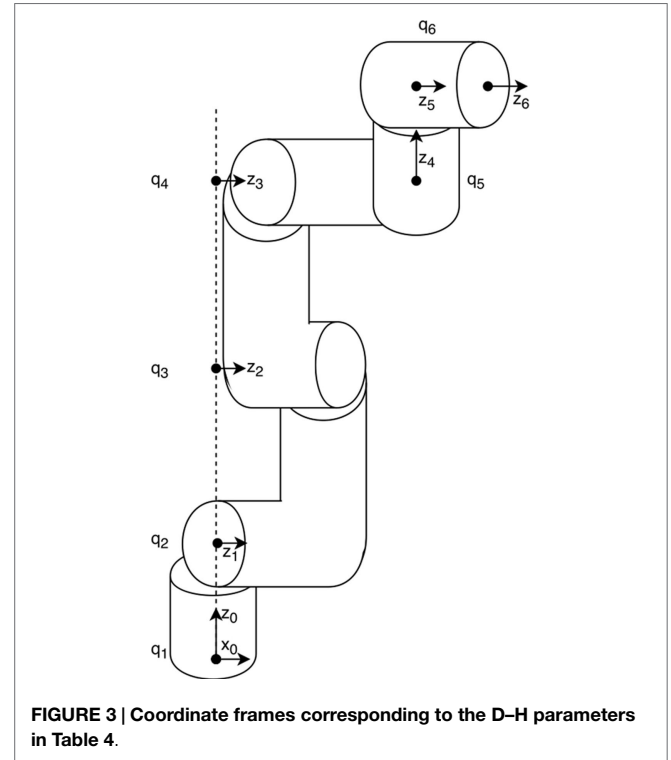 q6
z5
z6
z4
q4
z3
q5
q3
z2
q2
z1
z0
q1
x0
FIGURE 3 | Coordinate frames corresponding to the D–H parameters
in Table 4.